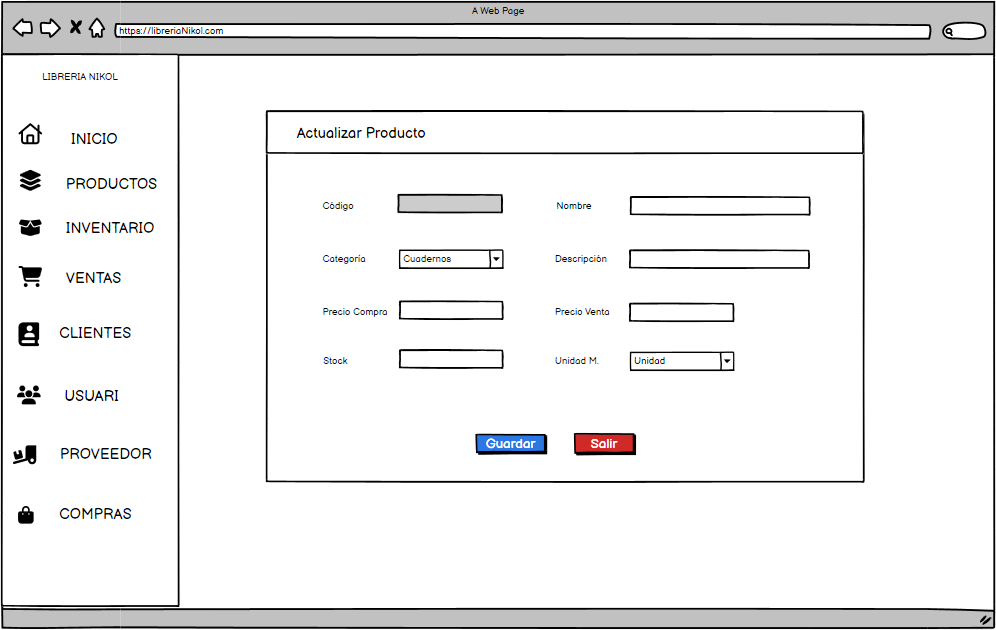 A Web Page
https://libreriaNikol.com
LIBRERIA NIKOL
INICIO
PRODUCTOS
INVENTARIO
VENTAS
CLIENTES
USUARI
PROVEEDOR
COMPRAS
Actualizar Producto
Código
Nombre
Categoría
Cuadernos
Descripción
Precio Compra
Precio Venta
Stock
Unidad M.
Unidad
Guardar
Salir